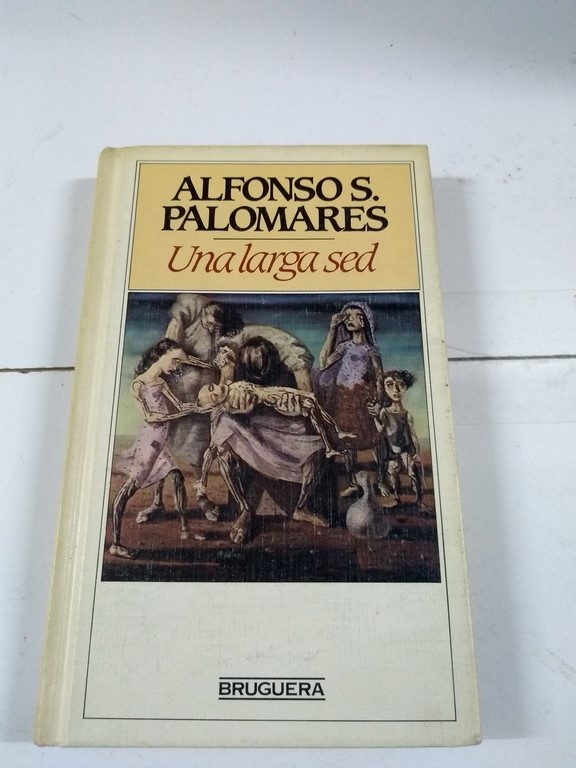 ALFONSO S.
PALOMARES
Una larga sed
BRUGUERA